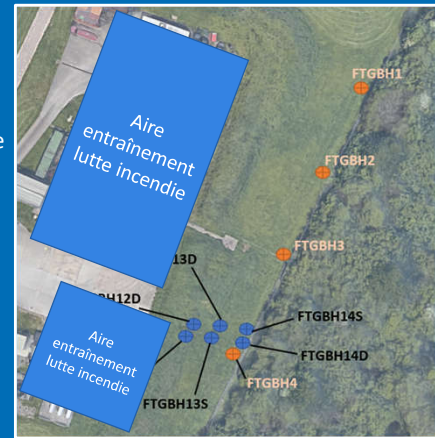 FTGBH1
Aire
entraînement
lutte incendie
e
FTGBH2
FTGBH3
13D
BH12D
FTGBH14S
Aire
entraînement
lutte incendie
FTGBH14D
FTGBH4
FTGBH13S